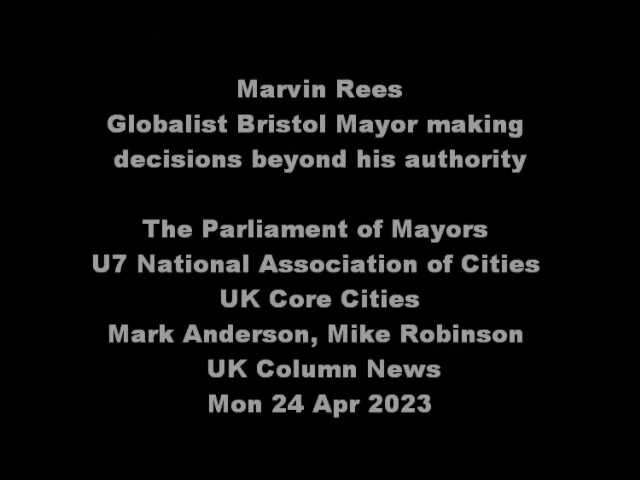 Marvin Rees
Globalist Bristol Mayor making
decisions beyond his authority
The Parliament of Mayors
U7 National Association of Cities
UK Core Cities
Mark Anderson, Mike Robinson
UK Column News
Mon 24 Apr 2023